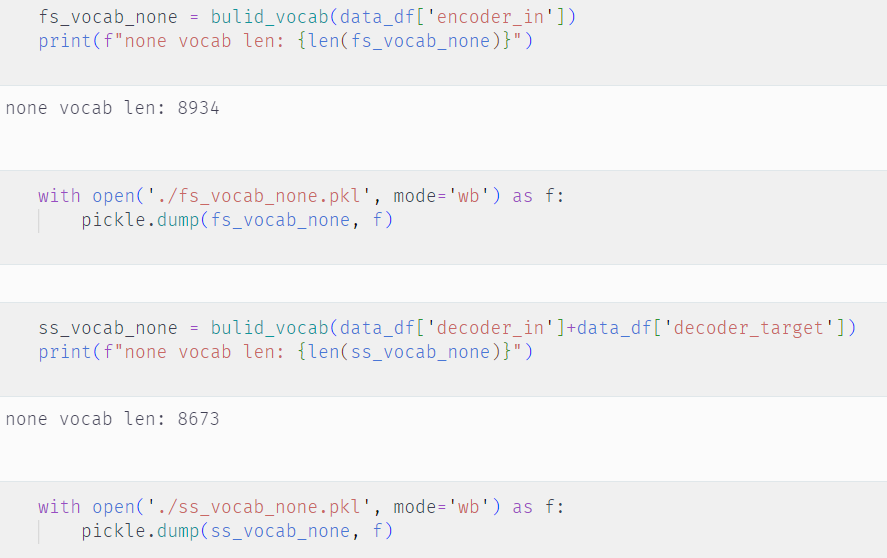 fs_vocab_none = bulid_vocab(data_df['encoder_in'])
print(f"none vocab len: {len(fs_vocab_none)}")
none vocab len: 8934
with open('./fs_vocab_none.pkl', mode='wb') as f:
    pickle.dump(fs_vocab_none, f)
ss_vocab_none = bulid_vocab(data_df['decoder_in']+data_df['decoder_target'])
print(f"none vocab len: {len(ss_vocab_none)}")
none vocab len: 8673
with open('./ss_vocab_none.pkl', mode='wb') as f:
    pickle.dump(ss_vocab_none, f)